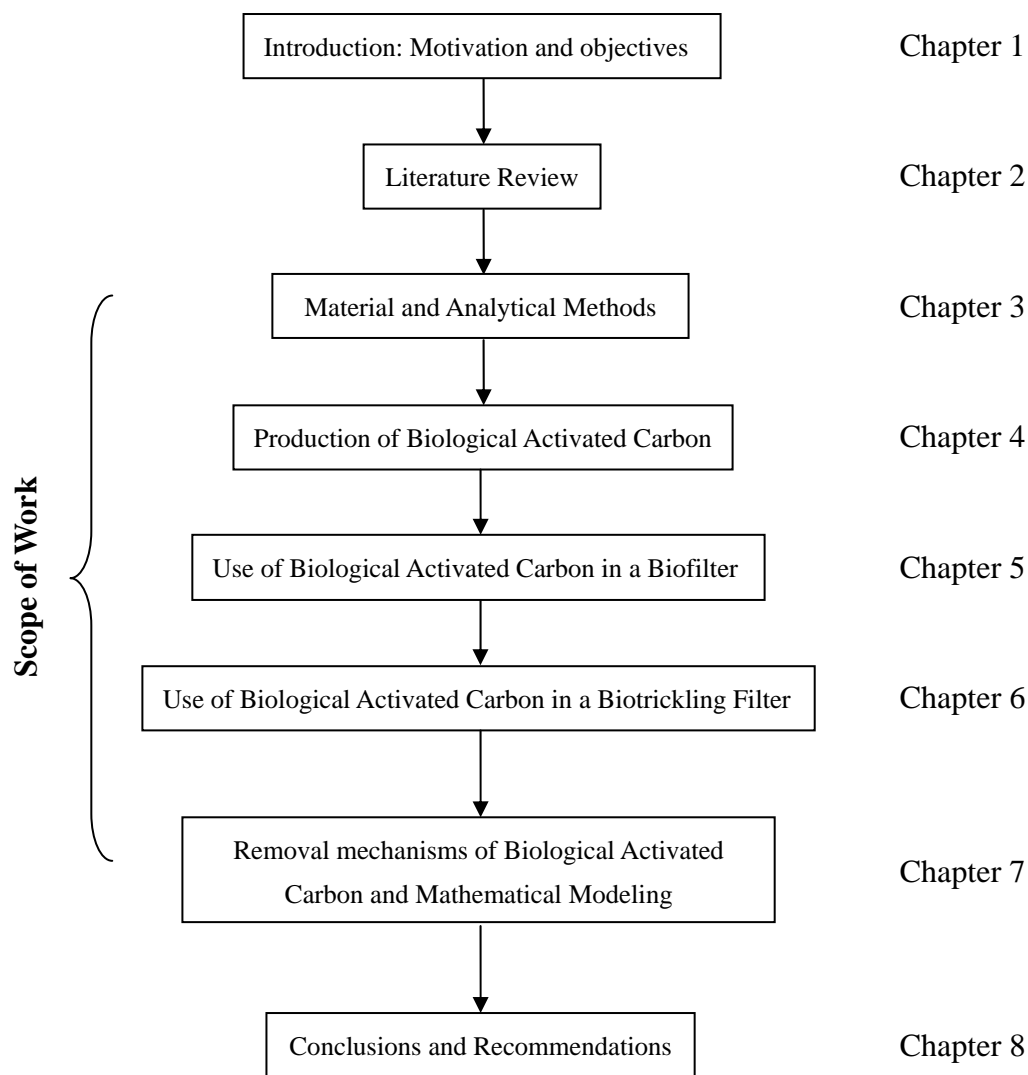 Introduction: Motivation and objectives
Chapter 1
Literature Review
Chapter 2
Material and Analytical Methods
Chapter 3
Production of Biological Activated Carbon
Chapter 4
Scope of Work
Use of Biological Activated Carbon in a Biofilter
Chapter 5
Use of Biological Activated Carbon in a Biotrickling Filter
Chapter 6
Removal mechanisms of Biological Activated
Carbon and Mathematical Modeling
Chapter 7
Conclusions and Recommendations
Chapter 8